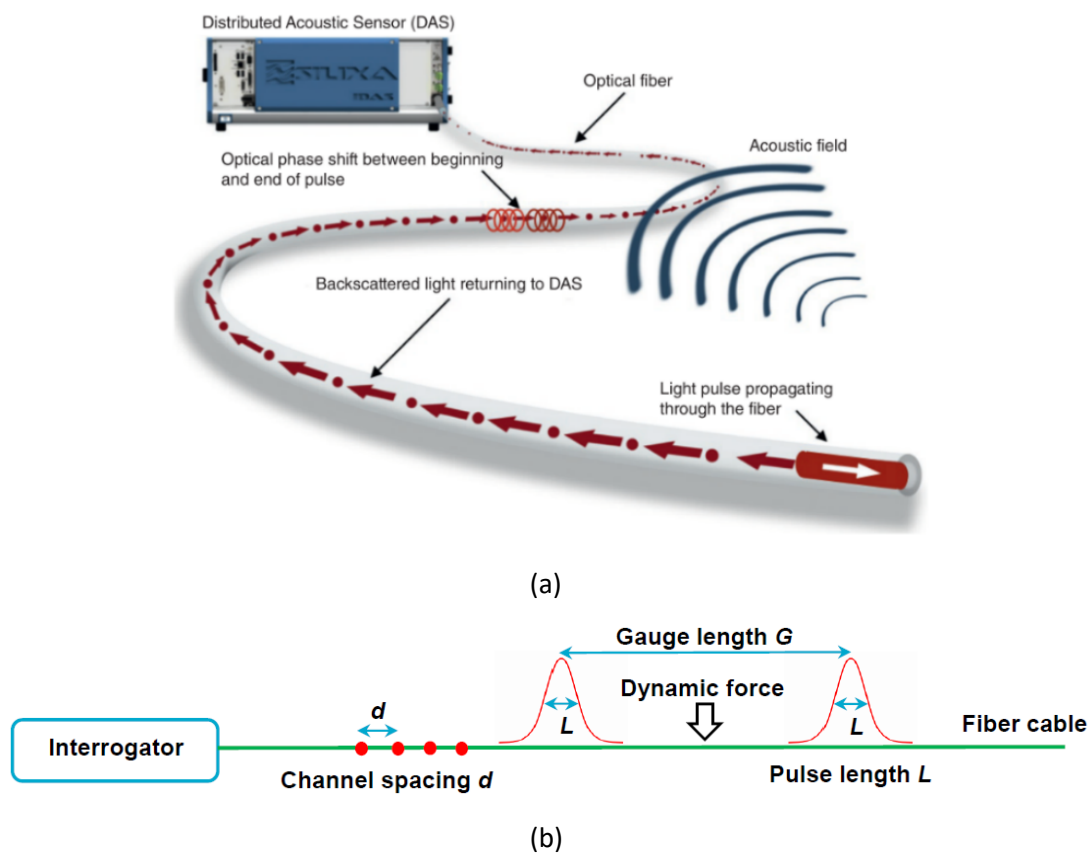 Distributed Acoustic Sensor (DAS)
SILIXA
iDAS
Optical fiber
Optical phase shift between beginning
and end of pulse
Acoustic field
Backscattered light returning to DAS
Light pulse propagating
through the fiber
(a)
Gauge length G
Dynamic force
d
L
L
Fiber cable
Interrogator
Channel spacing d
Pulse length L
(b)